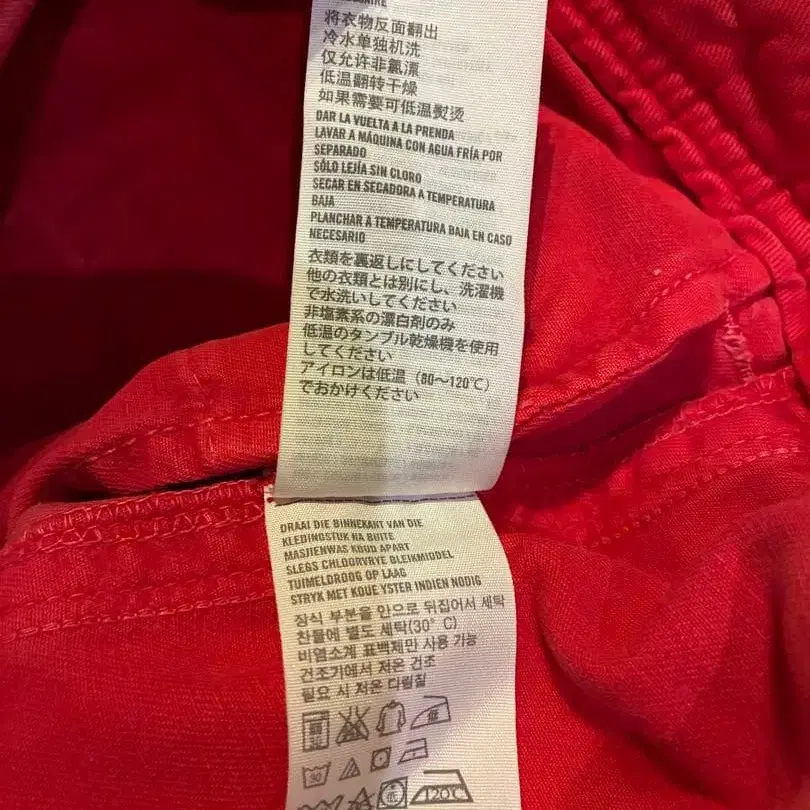 将衣物反面翻出
冷水单独机洗
仅允许非氯漂
低温翻转干燥
如果需要可低温熨烫
DAR LA VUELTA A LA PRENDA
LAVAR A MÁQUINA CON AGUA FRÍA POR
SEPARADO
SÓLO LEJÍA SIN CLORO
SECAR EN SECADORA A TEMPERATURA
BAJA
PLANCHAR A TEMPERATURA BAJA EN CASO
NECESARIO
衣類を裏返しにしてください
他の衣類とは別にし、洗濯機
で水洗いしてください
非塩素系の漂白剤のみ
低温のタンブル乾燥機を使用
してください
アイロンは低温（80～120℃）
でおかけください
DRAAI DIE BINNEKANT VAN DIE
KLEDINGSTUK NA BUITE
MASJIENWAS KOUD APART
SLEGS CHLOORVRYE BLEIKMIDDEL
TUIMELDROOG OP LAAG
STRYK MET KOUE YSTER INDIEN NODIG
장식 부분을 안으로 뒤집어서 세탁
찬물에 별도 세탁(30° C)
비염소계 표백제만 사용 가능
건조기에서 저온 건조
필요 시 저온 다림질
30 低
30
低 120℃